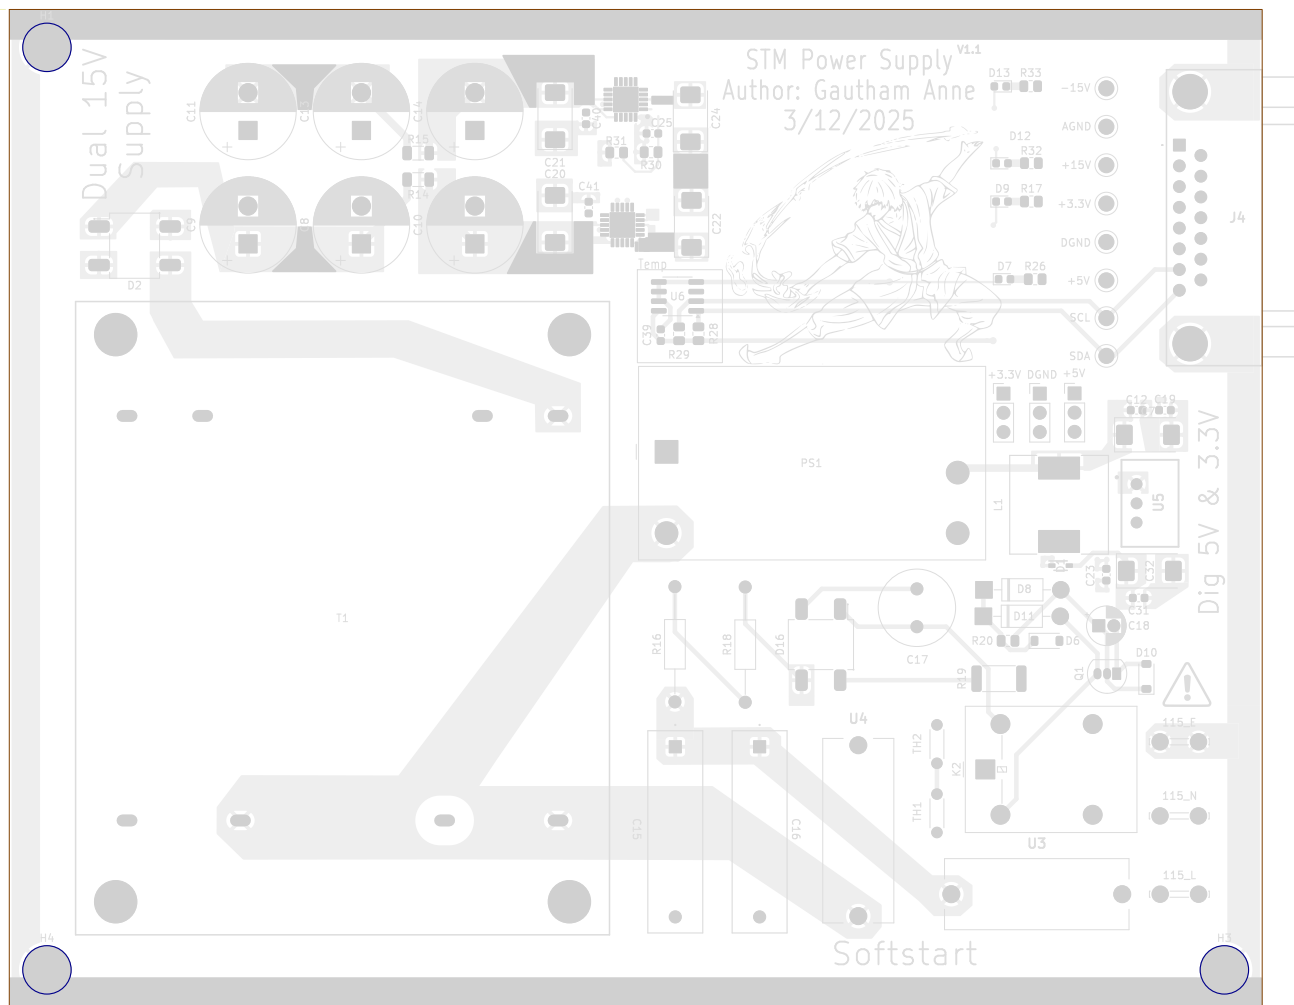 H1
STM Power Supply
V1.1
Author: Gautham Anne
3/12/2025
Dual 15V
Supply
C11
C13
C14
C21
C20
C40
C41
R15
R14
C9
C8
C10
R31
C25
R30
C24
C22
D2
D13
R33
-15V
AGND
D12
R32
+15V
D9
R17
+3.3V
DGND
D7
R26
+5V
SCL
SDA
J4
Temp
U6
C39
R29
R28
+3.3V
DGND
+5V
C12
C19
PS1
L1
U5
Dig 5V & 3.3V
C23
C32
C31
D8
D11
C18
R20
D6
T1
R16
R18
D16
C17
R19
Q1
D10
U4
TH2
TH1
K2
115_E
115_N
115_L
U3
C15
C16
Softstart
H4
H3